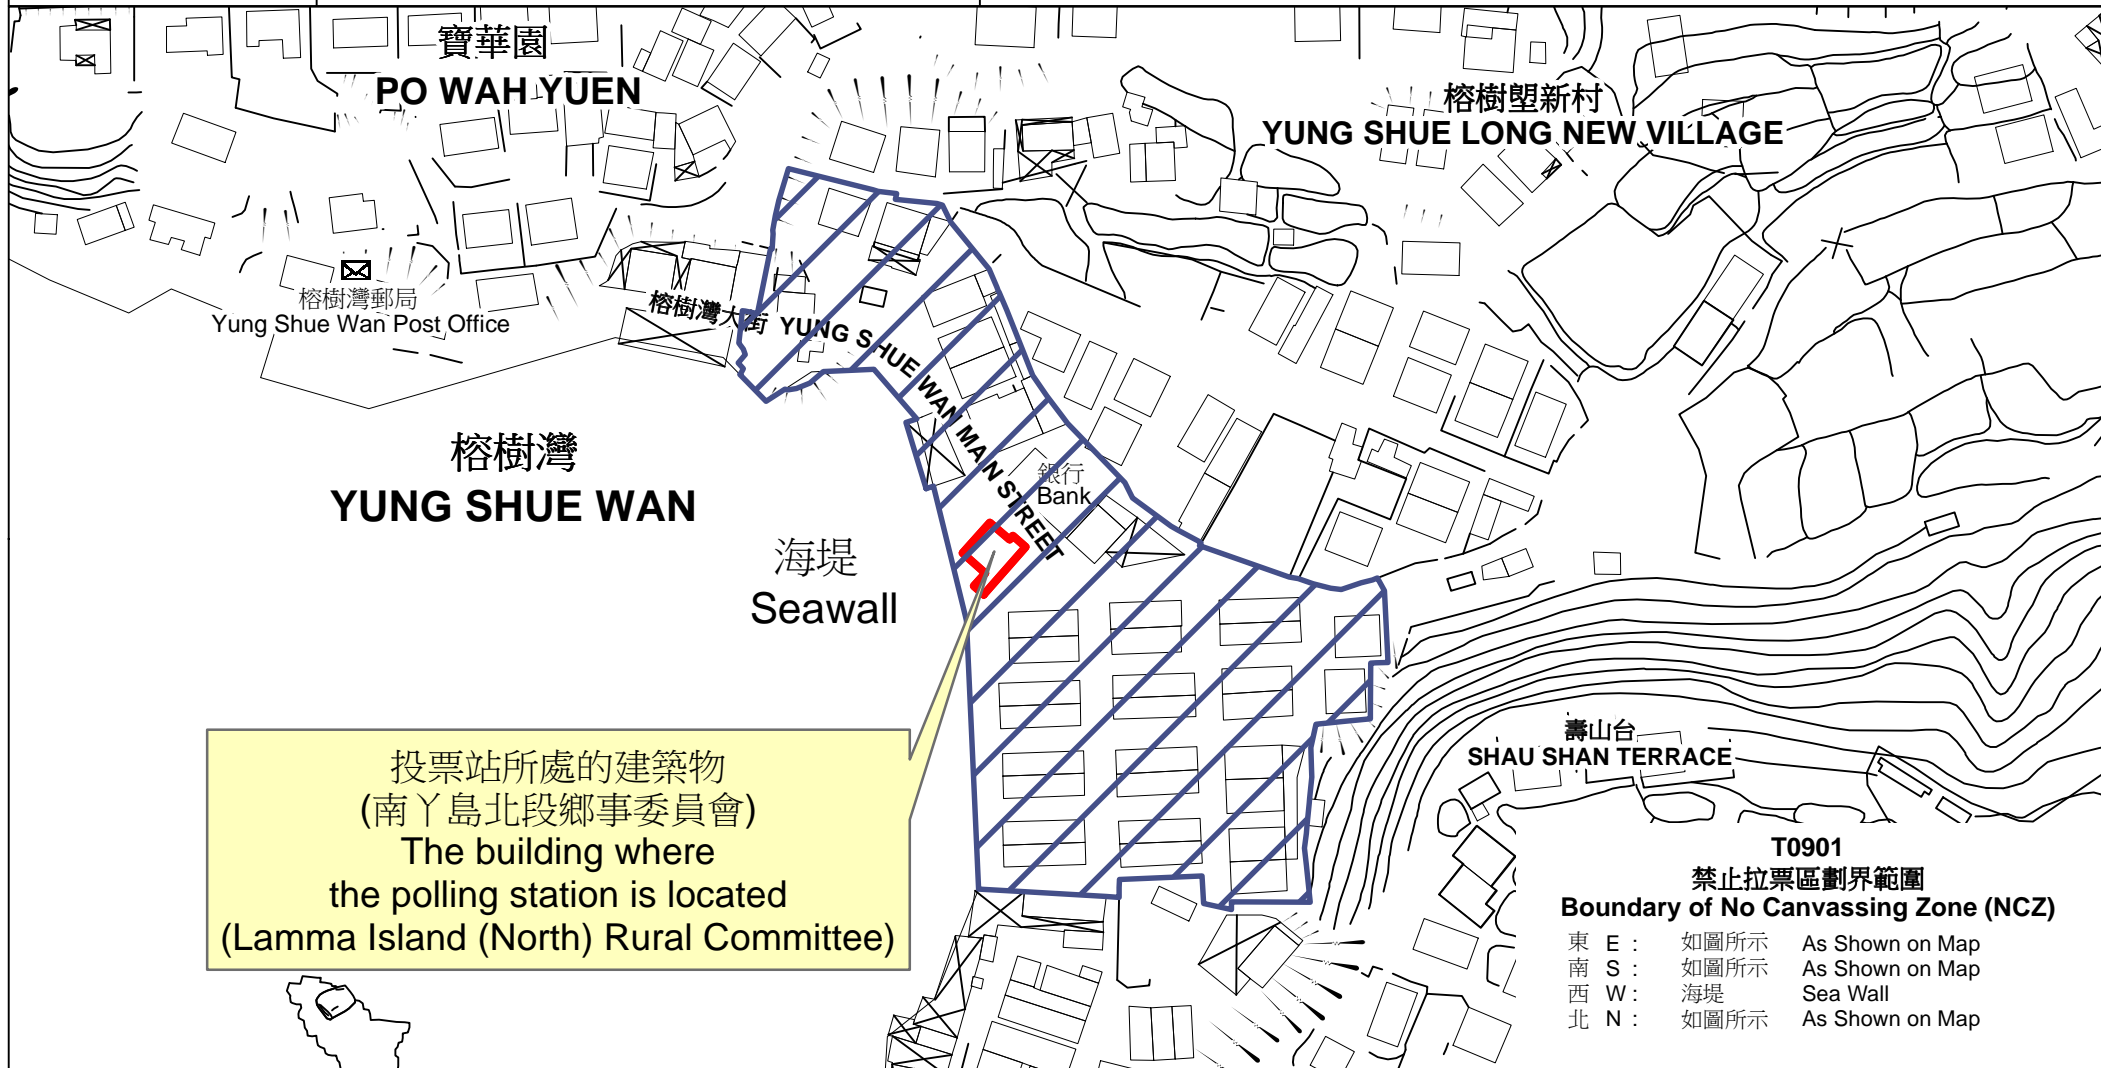 寶華園
PO WAH YUEN
榕樹塱新村
YUNG SHUE LONG NEW VILLAGE
榕樹灣郵局
Yung Shue Wan Post Office
榕樹灣大街 YUNG SHUE WAN MAIN STREET
榕樹灣
YUNG SHUE WAN
銀行
Bank
海堤
Seawall
投票站所處的建築物
(南丫島北段鄉事委員會)
The building where
the polling station is located
(Lamma Island (North) Rural Committee)
壽山台
SHAU SHAN TERRACE
T0901
禁止拉票區劃界範圍
Boundary of No Canvassing Zone (NCZ)
東 E : 如圖所示 As Shown on Map
南 S : 如圖所示 As Shown on Map
西 W : 海堤 Sea Wall
北 N : 如圖所示 As Shown on Map